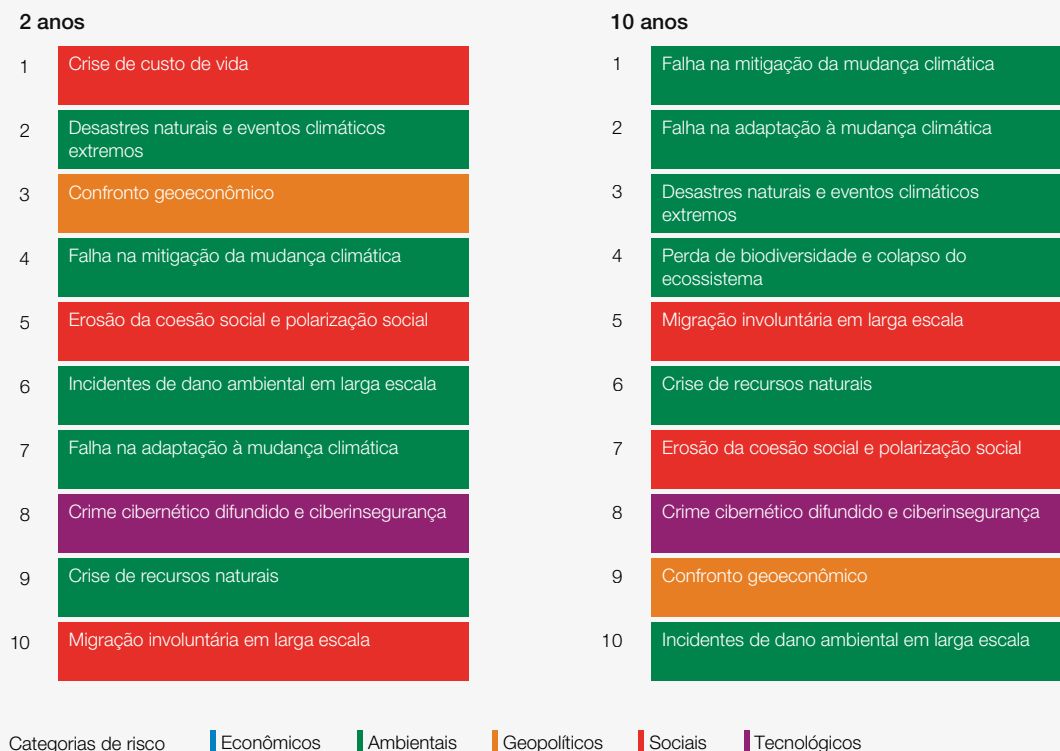 2 anos
1
Crise de custo de vida
2
Desastres naturais e eventos climáticos
extremos
3
Confronto geoeconômico
4
Falha na mitigação da mudança climática
5
Erosão da coesão social e polarização social
6
Incidentes de dano ambiental em larga escala
7
Falha na adaptação à mudança climática
8
Crime cibernético difundido e ciberinsegurança
9
Crise de recursos naturais
10
Migração involuntária em larga escala
10 anos
1
Falha na mitigação da mudança climática
2
Falha na adaptação à mudança climática
3
Desastres naturais e eventos climáticos
extremos
4
Perda de biodiversidade e colapso do
ecossistema
5
Migração involuntária em larga escala
6
Crise de recursos naturais
7
Erosão da coesão social e polarização social
8
Crime cibernético difundido e ciberinsegurança
9
Confronto geoeconômico
10
Incidentes de dano ambiental em larga escala
Categorias de risco
Econômicos
Ambientais
Geopolíticos
Sociais
Tecnológicos